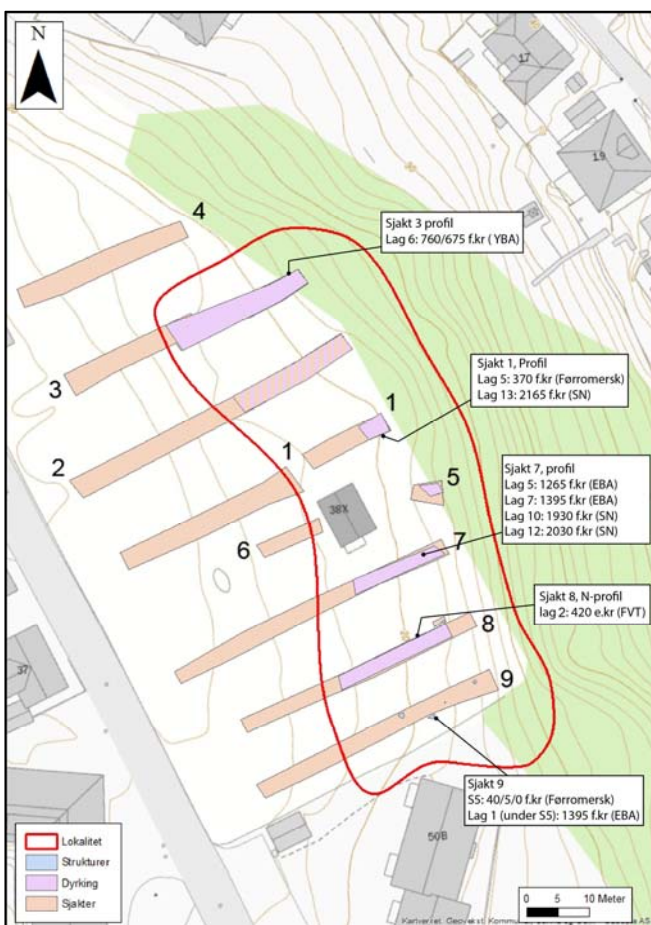 N
17
19
4
Sjakt 3 profil
Lag 6: 760/675 f.kr ( YBA)
3
Sjakt 1, Profil
Lag 5: 370 f.kr (Førromersk)
Lag 13: 2165 f.kr (SN)
1
2
1
5
Sjakt 7, profil
Lag 5: 1265 f.kr (EBA)
Lag 7: 1395 f.kr (EBA)
Lag 10: 1930 f.kr (SN)
Lag 12: 2030 f.kr (SN)
38X
6
7
Sjakt 8, N-profil
lag 2: 420 e.kr (FVT)
8
37
9
Sjakt 9
S5: 40/5/0 f.kr (Førromersk)
Lag 1 (under S5): 1395 f.kr (EBA)
50B
Lokalitet
Strukturer
Dyrking
Sjakter
0 5 10 Meter
Kartverket, Geovekst, Kommu